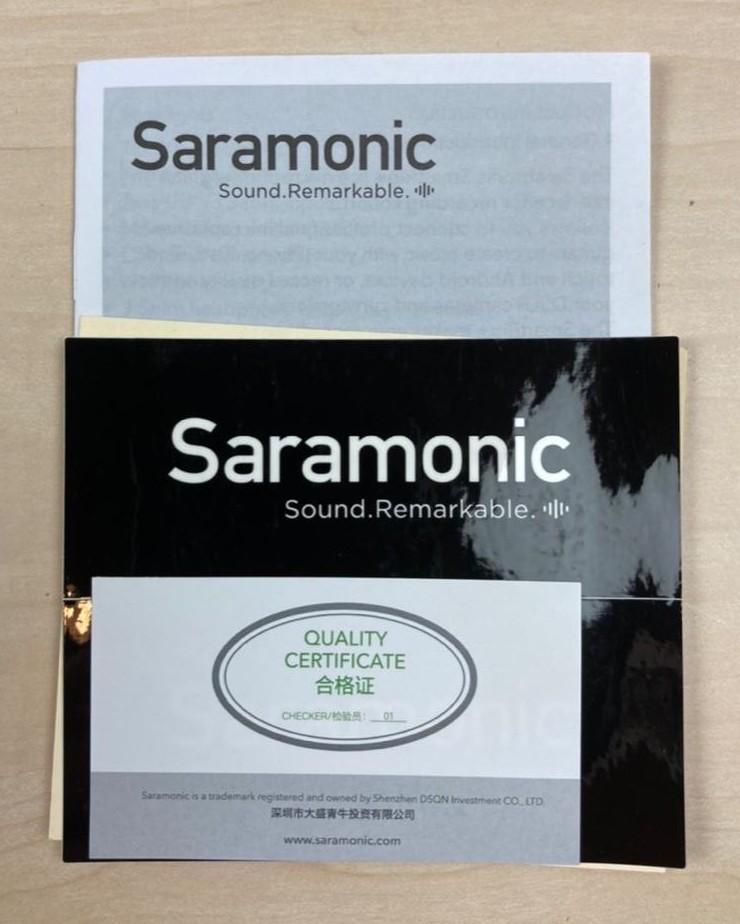 Saramonic
Sound.Remarkable.
Saramonic
Sound.Remarkable.
QUALITY
CERTIFICATE
合格证
CHECKER/检验员: 01
Saramonic is a trademark registered and owned by Shenzhen DSQN Investment CO., LTD.
深圳市大盛青牛投资有限公司
www.saramonic.com